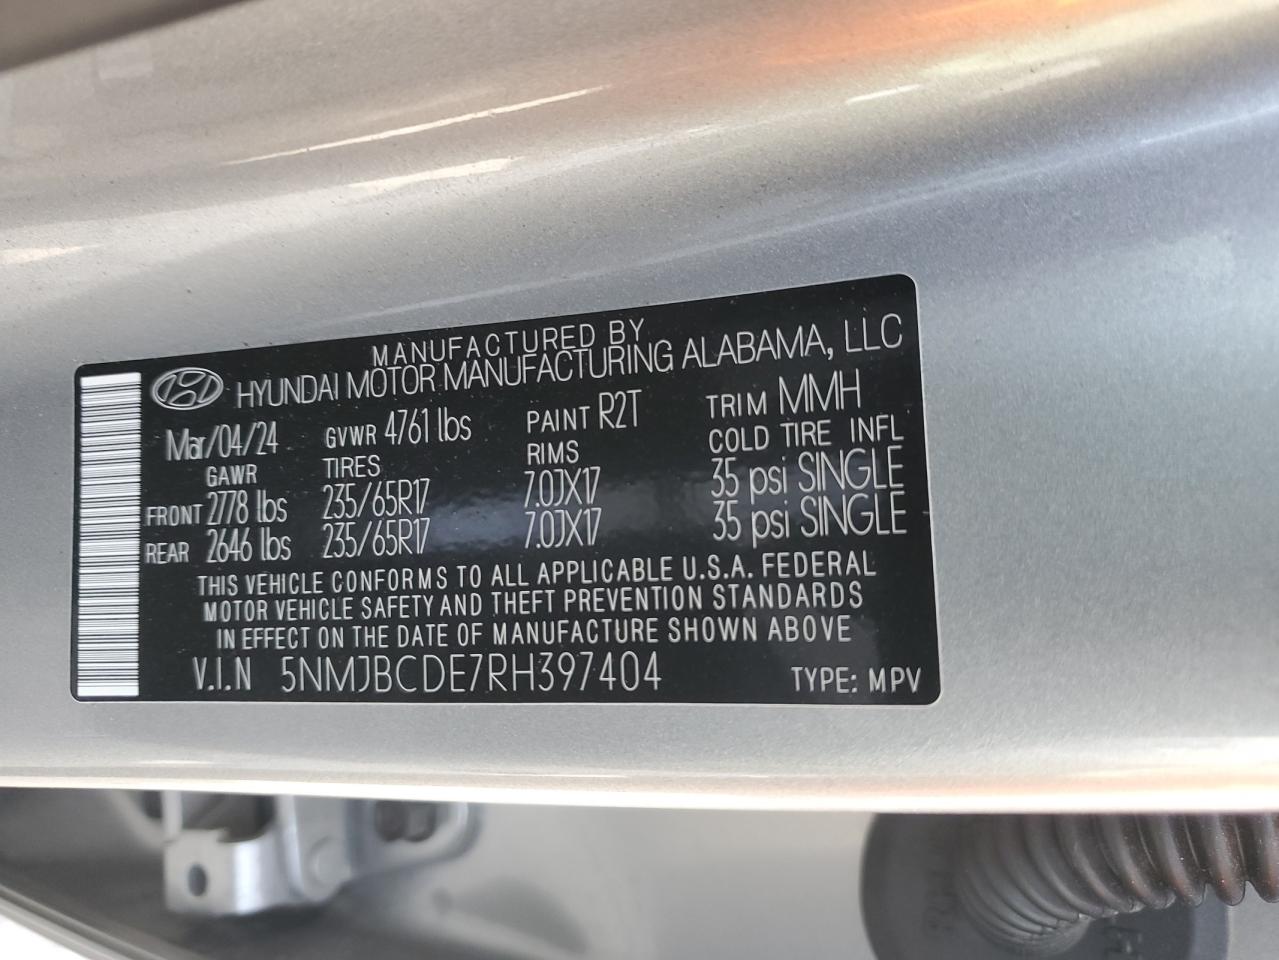 MANUFACTURED BY
HYUNDAI MOTOR MANUFACTURING ALABAMA, LLC
Mar/04/24 GVWR 4761 lbs PAINT R2T TRIM MMH
GAWR TIRES RIMS COLD TIRE INFL
FRONT 2778 lbs 235/65R17 7.0JX17 35 psi SINGLE
REAR 2646 lbs 235/65R17 7.0JX17 35 psi SINGLE
THIS VEHICLE CONFORMS TO ALL APPLICABLE U.S.A. FEDERAL
MOTOR VEHICLE SAFETY AND THEFT PREVENTION STANDARDS
IN EFFECT ON THE DATE OF MANUFACTURE SHOWN ABOVE
V.I.N 5NMJBCDE7RH397404 TYPE: MPV